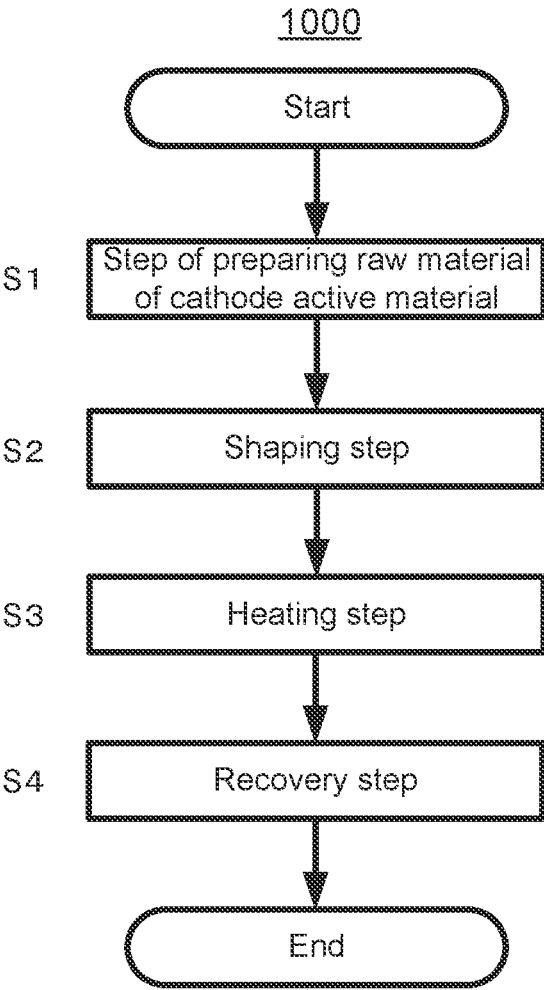 1000
Start
S1
Step of preparing raw material
of cathode active material
S2
Shaping step
S3
Heating step
S4
Recovery step
End